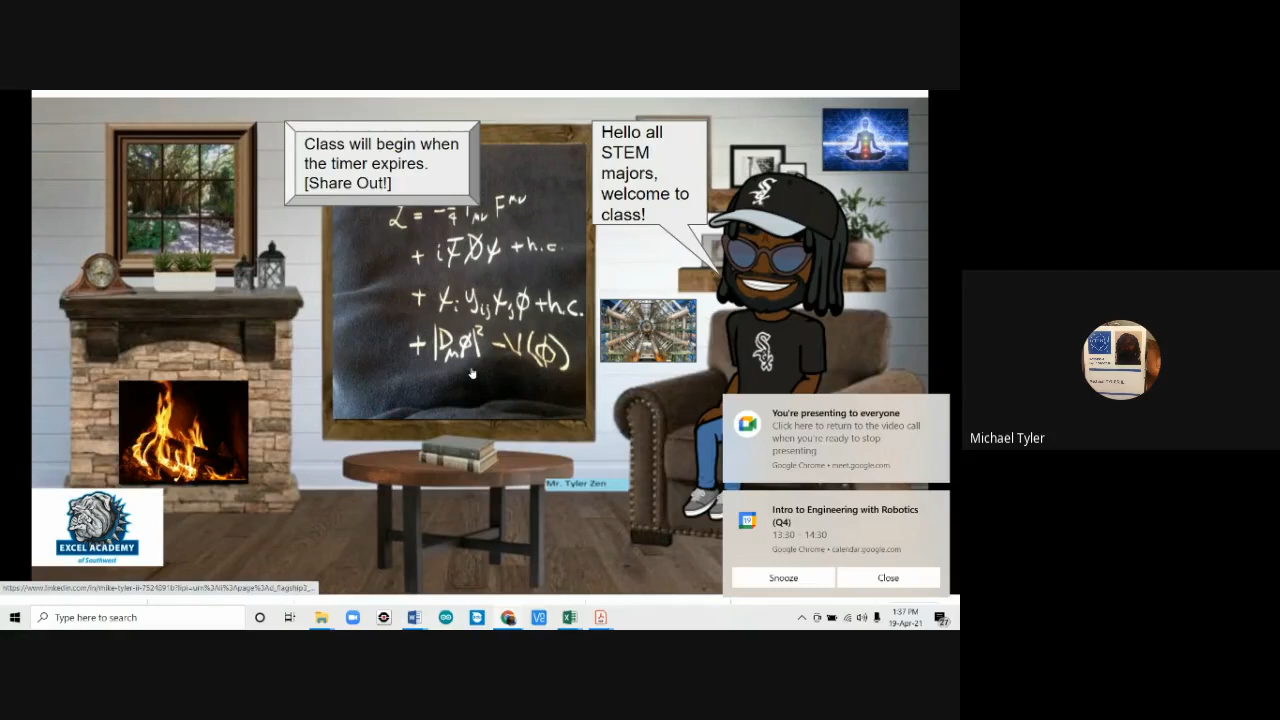 Class will begin when
the timer expires.
[Share Out!]
Hello all
STEM
majors,
welcome to
class!
+ h.c.
+ h.c.
You're presenting to everyone
Click here to return to the video call
when you're ready to stop
presenting
Google Chrome • meet.google.com
Mr. Tyler Zen
Intro to Engineering with Robotics
(Q4)
13:30 – 14:30
Google Chrome • calendar.google.com
Snooze
Close
EXCEL ACADEMY
of Southwest
Michael Tyler
Type here to search
1:37 PM
19-Apr-21
27